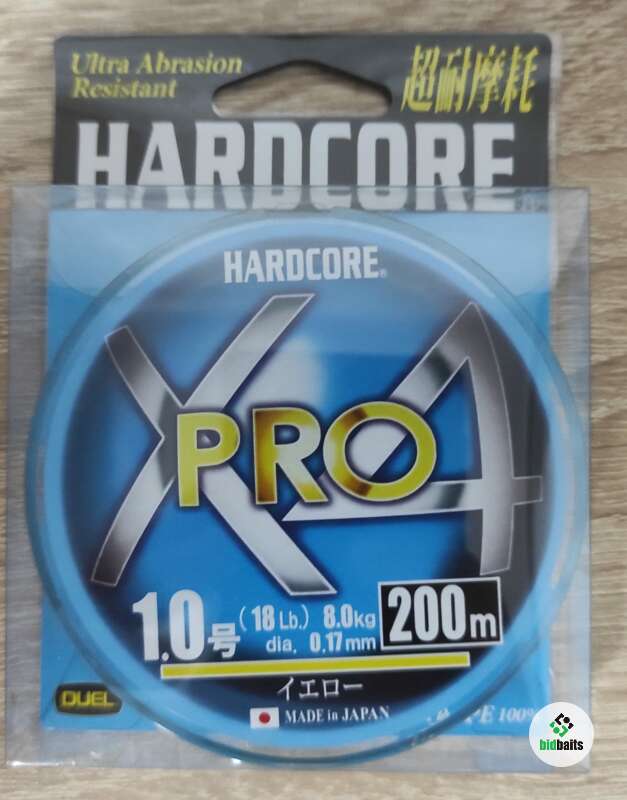 Ultra Abrasion
Resistant
超耐摩耗
HARDCORE
HARDCORE®
X4
PRO
1.0号 (18 Lb.) 8.0kg
dia. 0.17mm
200m
イエロー
DUEL
MADE in JAPAN
PE 100%
bidbaits